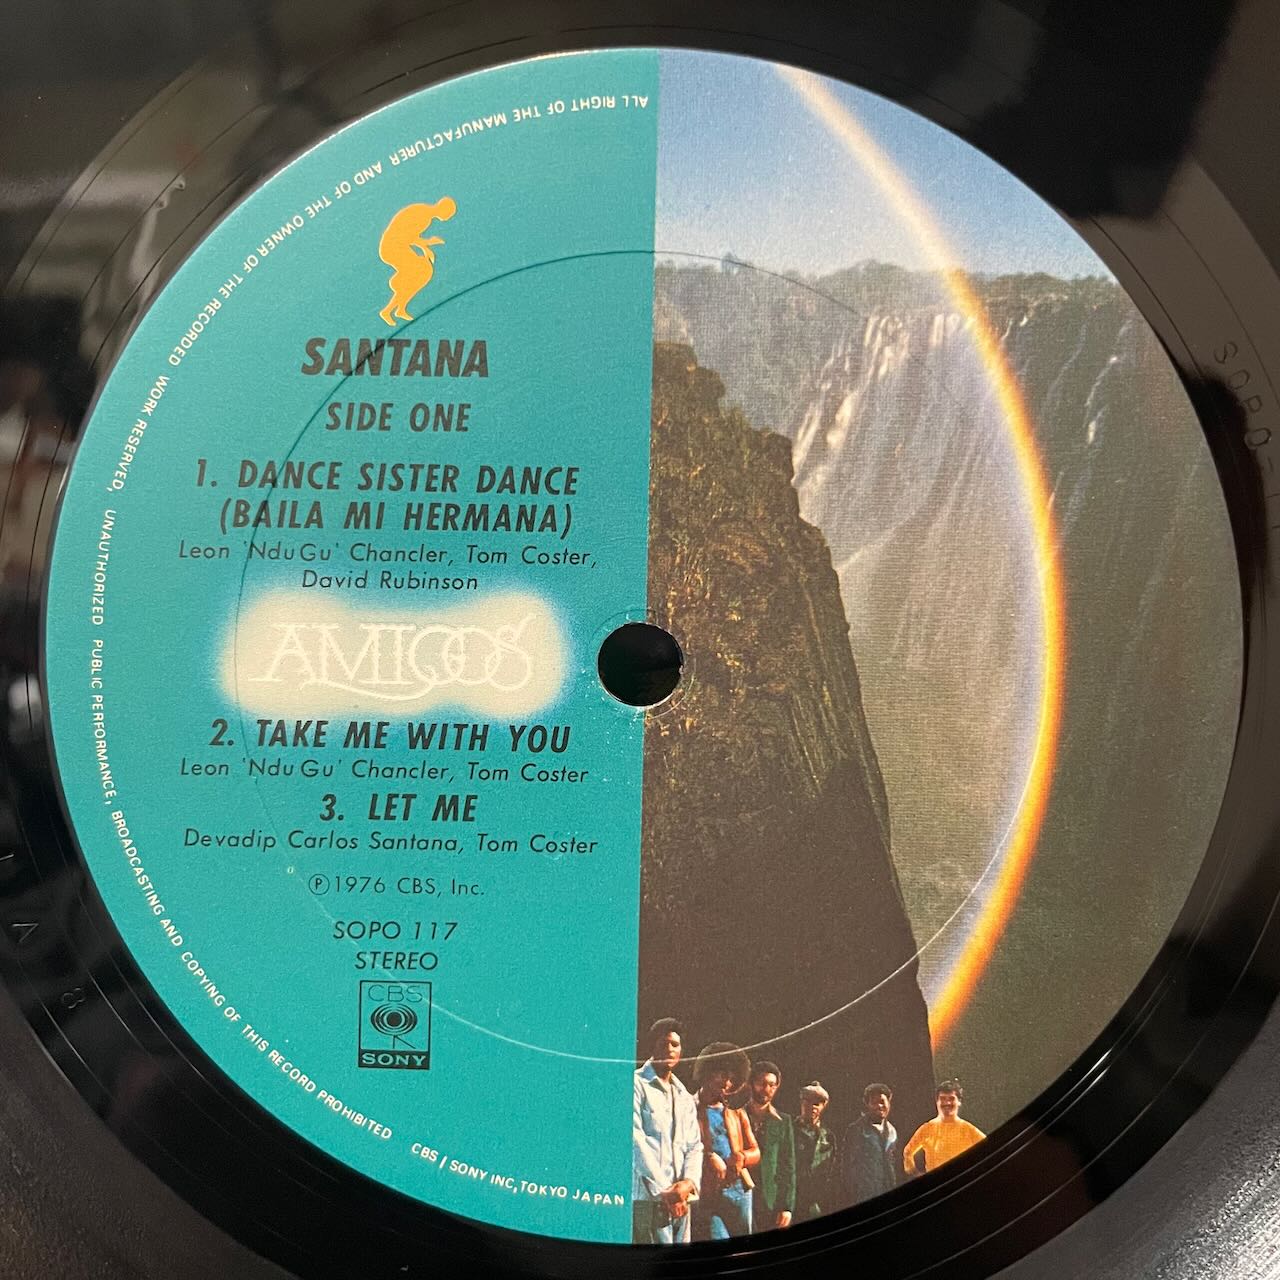 SANTANA
SIDE ONE
1. DANCE SISTER DANCE
(BAILA MI HERMANA)
Leon 'NduGu' Chancler, Tom Coster,
David Rubinson
AMIGOS
2. TAKE ME WITH YOU
Leon 'NduGu' Chancler, Tom Coster
3. LET ME
Devadip Carlos Santana, Tom Coster
Ⓟ1976 CBS, Inc.
SOPO 117
STEREO
CBS
SONY
ALL RIGHT OF THE MANUFACTURER AND OF THE OWNER OF THE RECORDED WORK RESERVED, UNAUTHORIZED PUBLIC PERFORMANCE, BROADCASTING AND COPYING OF THIS RECORD PROHIBITED CBS / SONY INC, TOKYO JAPAN
SOPO-